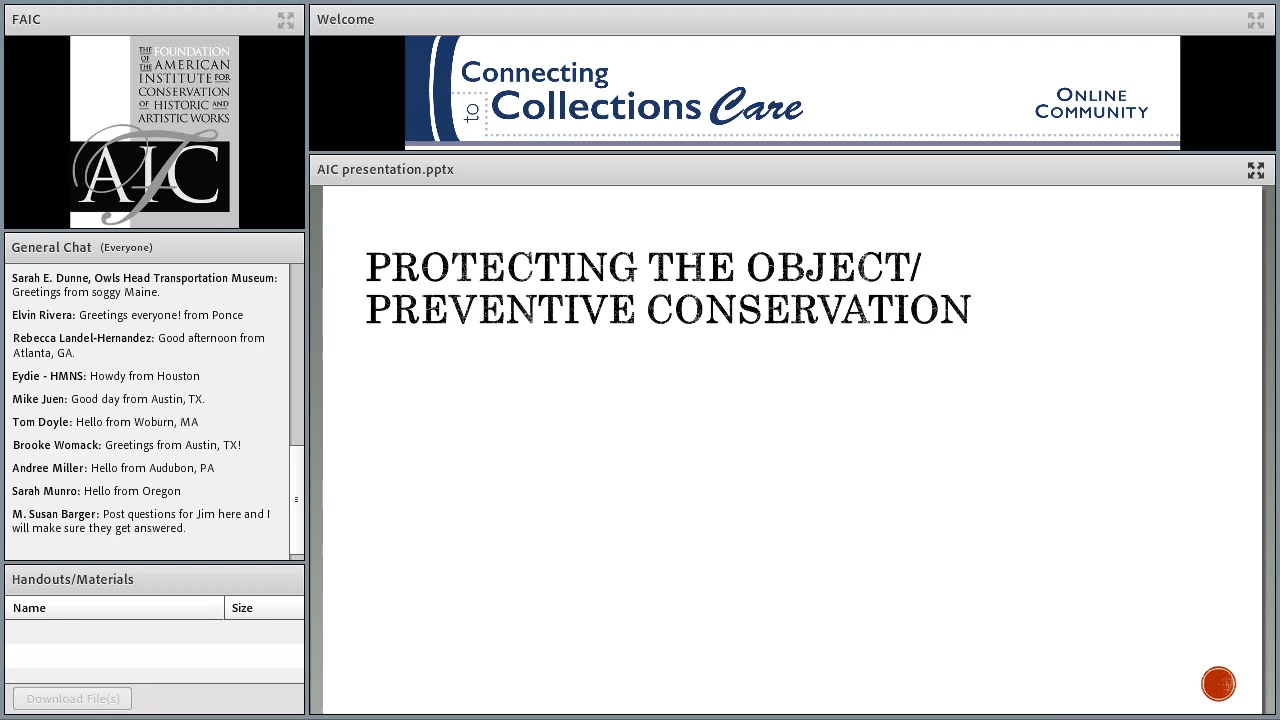 FAIC
THE FOUNDATION
OF THE AMERICAN
INSTITUTE FOR
CONSERVATION
OF HISTORIC AND
ARTISTIC WORKS
AIC
General Chat (Everyone)
Sarah E. Dunne, Owls Head Transportation Museum:
Greetings from soggy Maine.
Elvin Rivera: Greetings everyone! from Ponce
Rebecca Landel-Hernandez: Good afternoon from
Atlanta, GA.
Eydie - HMNS: Howdy from Houston
Mike Juen: Good day from Austin, TX.
Tom Doyle: Hello from Woburn, MA
Brooke Womack: Greetings from Austin, TX!
Andree Miller: Hello from Audubon, PA
Sarah Munro: Hello from Oregon
M. Susan Barger: Post questions for Jim here and I
will make sure they get answered.
Handouts/Materials
Name Size
Download File(s)
Welcome
Connecting
to Collections Care
ONLINE
COMMUNITY
AIC presentation.pptx
PROTECTING THE OBJECT/
PREVENTIVE CONSERVATION